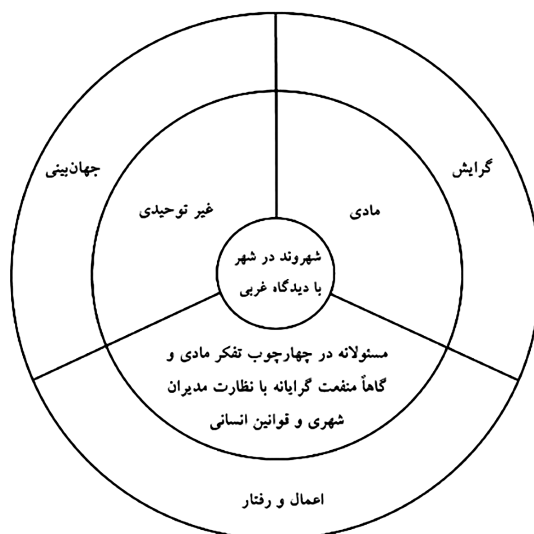 گرایش
جهان‌بینی
مادی
غیر توحیدی
شهروند در شهر
با دیدگاه غربی
مسئولانه در چهارچوب تفکر مادی و
گاهاً منفعت گرایانه با نظارت مدیران
شهری و قوانین انسانی
اعمال و رفتار